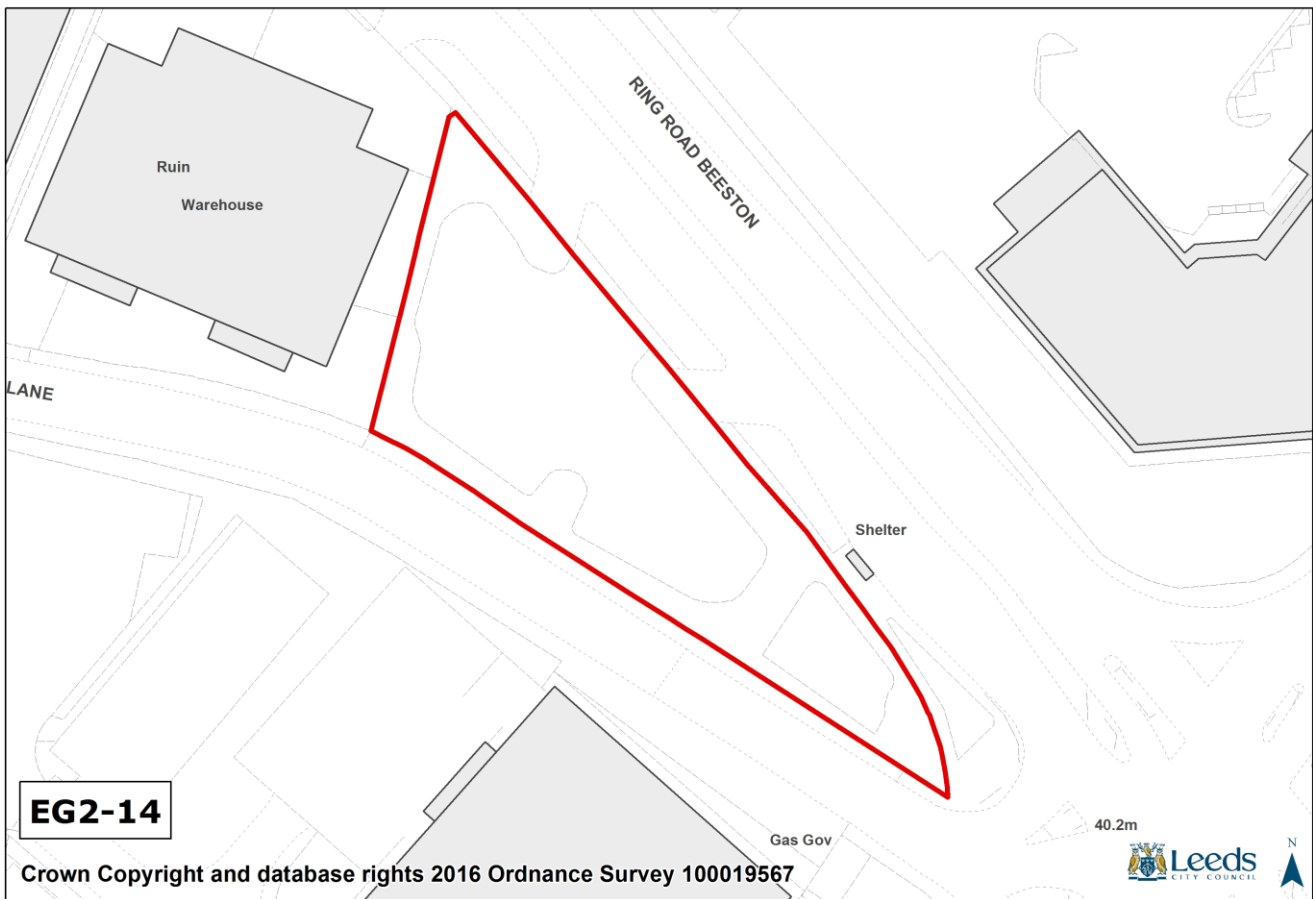 RING ROAD BEESTON
Ruin
Warehouse
LANE
Shelter
EG2-14
Gas Gov
40.2m
Leeds
CITY COUNCIL
N
Crown Copyright and database rights 2016 Ordnance Survey 100019567